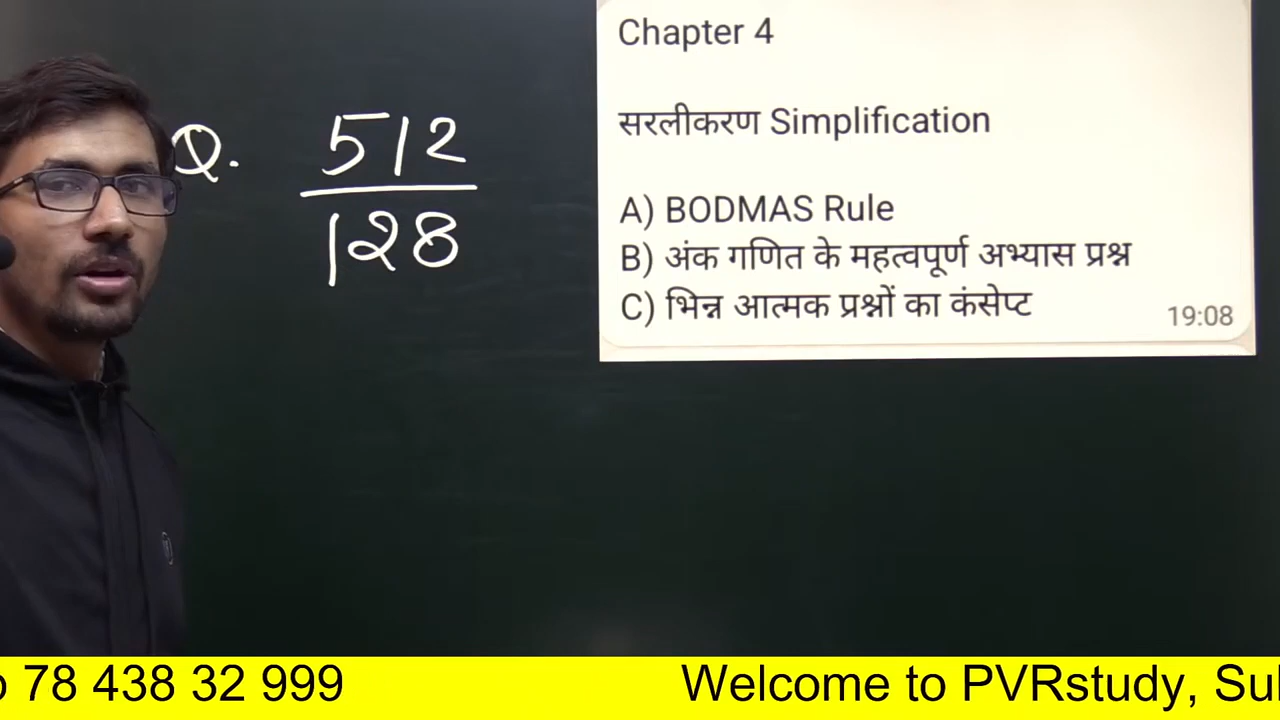 Q. 512
128
Chapter 4
सरलीकरण Simplification
A) BODMAS Rule
B) अंक गणित के महत्वपूर्ण अभ्यास प्रश्न
C) भिन्न आत्मक प्रश्नों का कंसेप्ट
19:08
78 438 32 999
Welcome to PVRstudy,